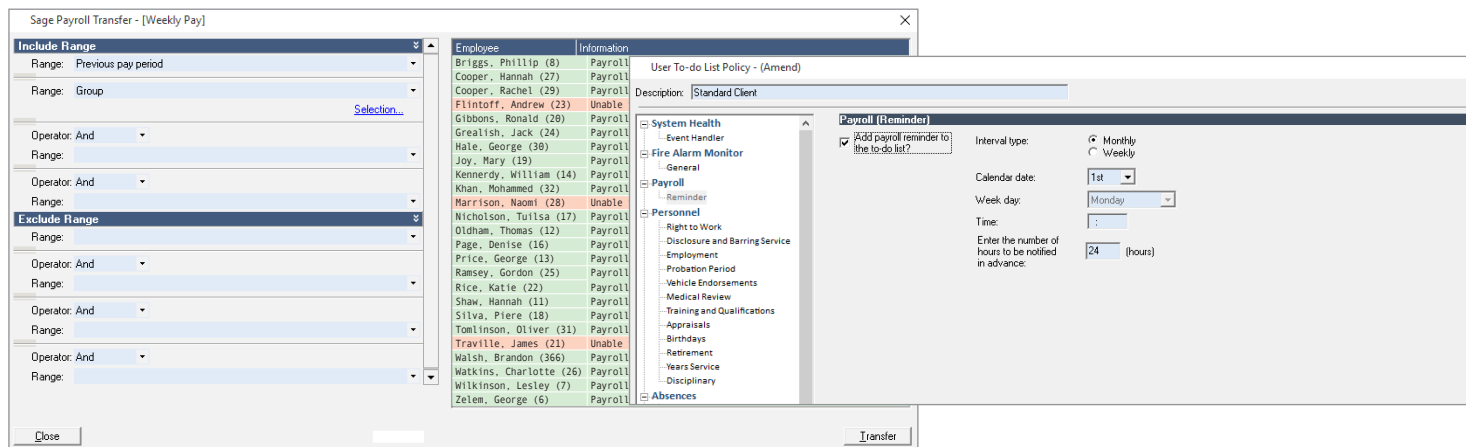 Sage Payroll Transfer - [Weekly Pay]
Include Range
Range: Previous pay period
Range: Group
Selection...
Operator: And
Range:
Operator: And
Range:
Exclude Range
Range:
Operator: And
Range:
Operator: And
Range:
Operator: And
Range:
Close
Employee Information
Briggs, Phillip (8) Payroll
Cooper, Hannah (27) Payroll
Cooper, Rachel (29) Payroll
Flintoff, Andrew (23) Unable
Gibbons, Ronald (20) Payroll
Grealish, Jack (24) Payroll
Hale, George (30) Payroll
Joy, Mary (19) Payroll
Kennerdy, William (14) Payroll
Khan, Mohammed (32) Payroll
Marrison, Naomi (28) Unable
Nicholson, Tuilsa (17) Payroll
Oldham, Thomas (12) Payroll
Page, Denise (16) Payroll
Price, George (13) Payroll
Ramsey, Gordon (25) Payroll
Rice, Katie (22) Payroll
Shaw, Hannah (11) Payroll
Silva, Piere (18) Payroll
Tomlinson, Oliver (31) Payroll
Traville, James (21) Unable
Walsh, Brandon (366) Payroll
Watkins, Charlotte (26) Payroll
Wilkinson, Lesley (7) Payroll
Zelem, George (6) Payroll
Transfer
User To-do List Policy - (Amend)
Description: Standard Client
System Health
Event Handler
Fire Alarm Monitor
General
Payroll
Reminder
Personnel
Right to Work
Disclosure and Barring Service
Employment
Probation Period
Vehicle Endorsements
Medical Review
Training and Qualifications
Appraisals
Birthdays
Retirement
Years Service
Disciplinary
Absences
Payroll (Reminder)
Add payroll reminder to
the to-do list?
Interval type: Monthly
Weekly
Calendar date: 1st
Week day: Monday
Time: :
Enter the number of
hours to be notified
in advance: 24 (hours)